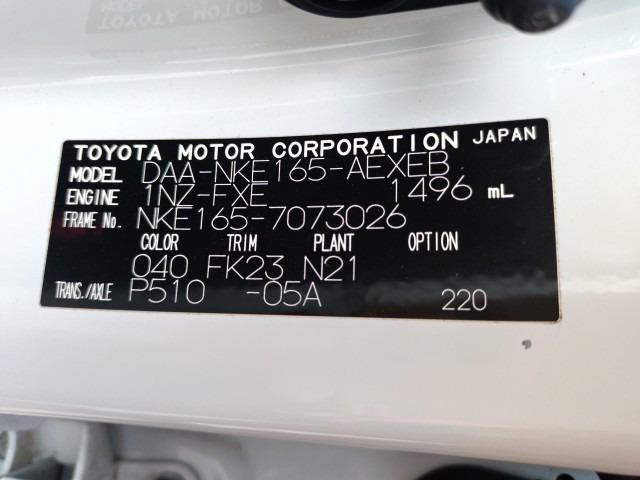 TOYOTA MOTOR CORPORATION JAPAN
MODEL DAA-NKE165-AEXEB
ENGINE 1NZ-FXE 1496 mL
FRAME No. NKE165-7073026
COLOR TRIM PLANT OPTION
040 FK23 N21
TRANS./AXLE P510 -05A 220